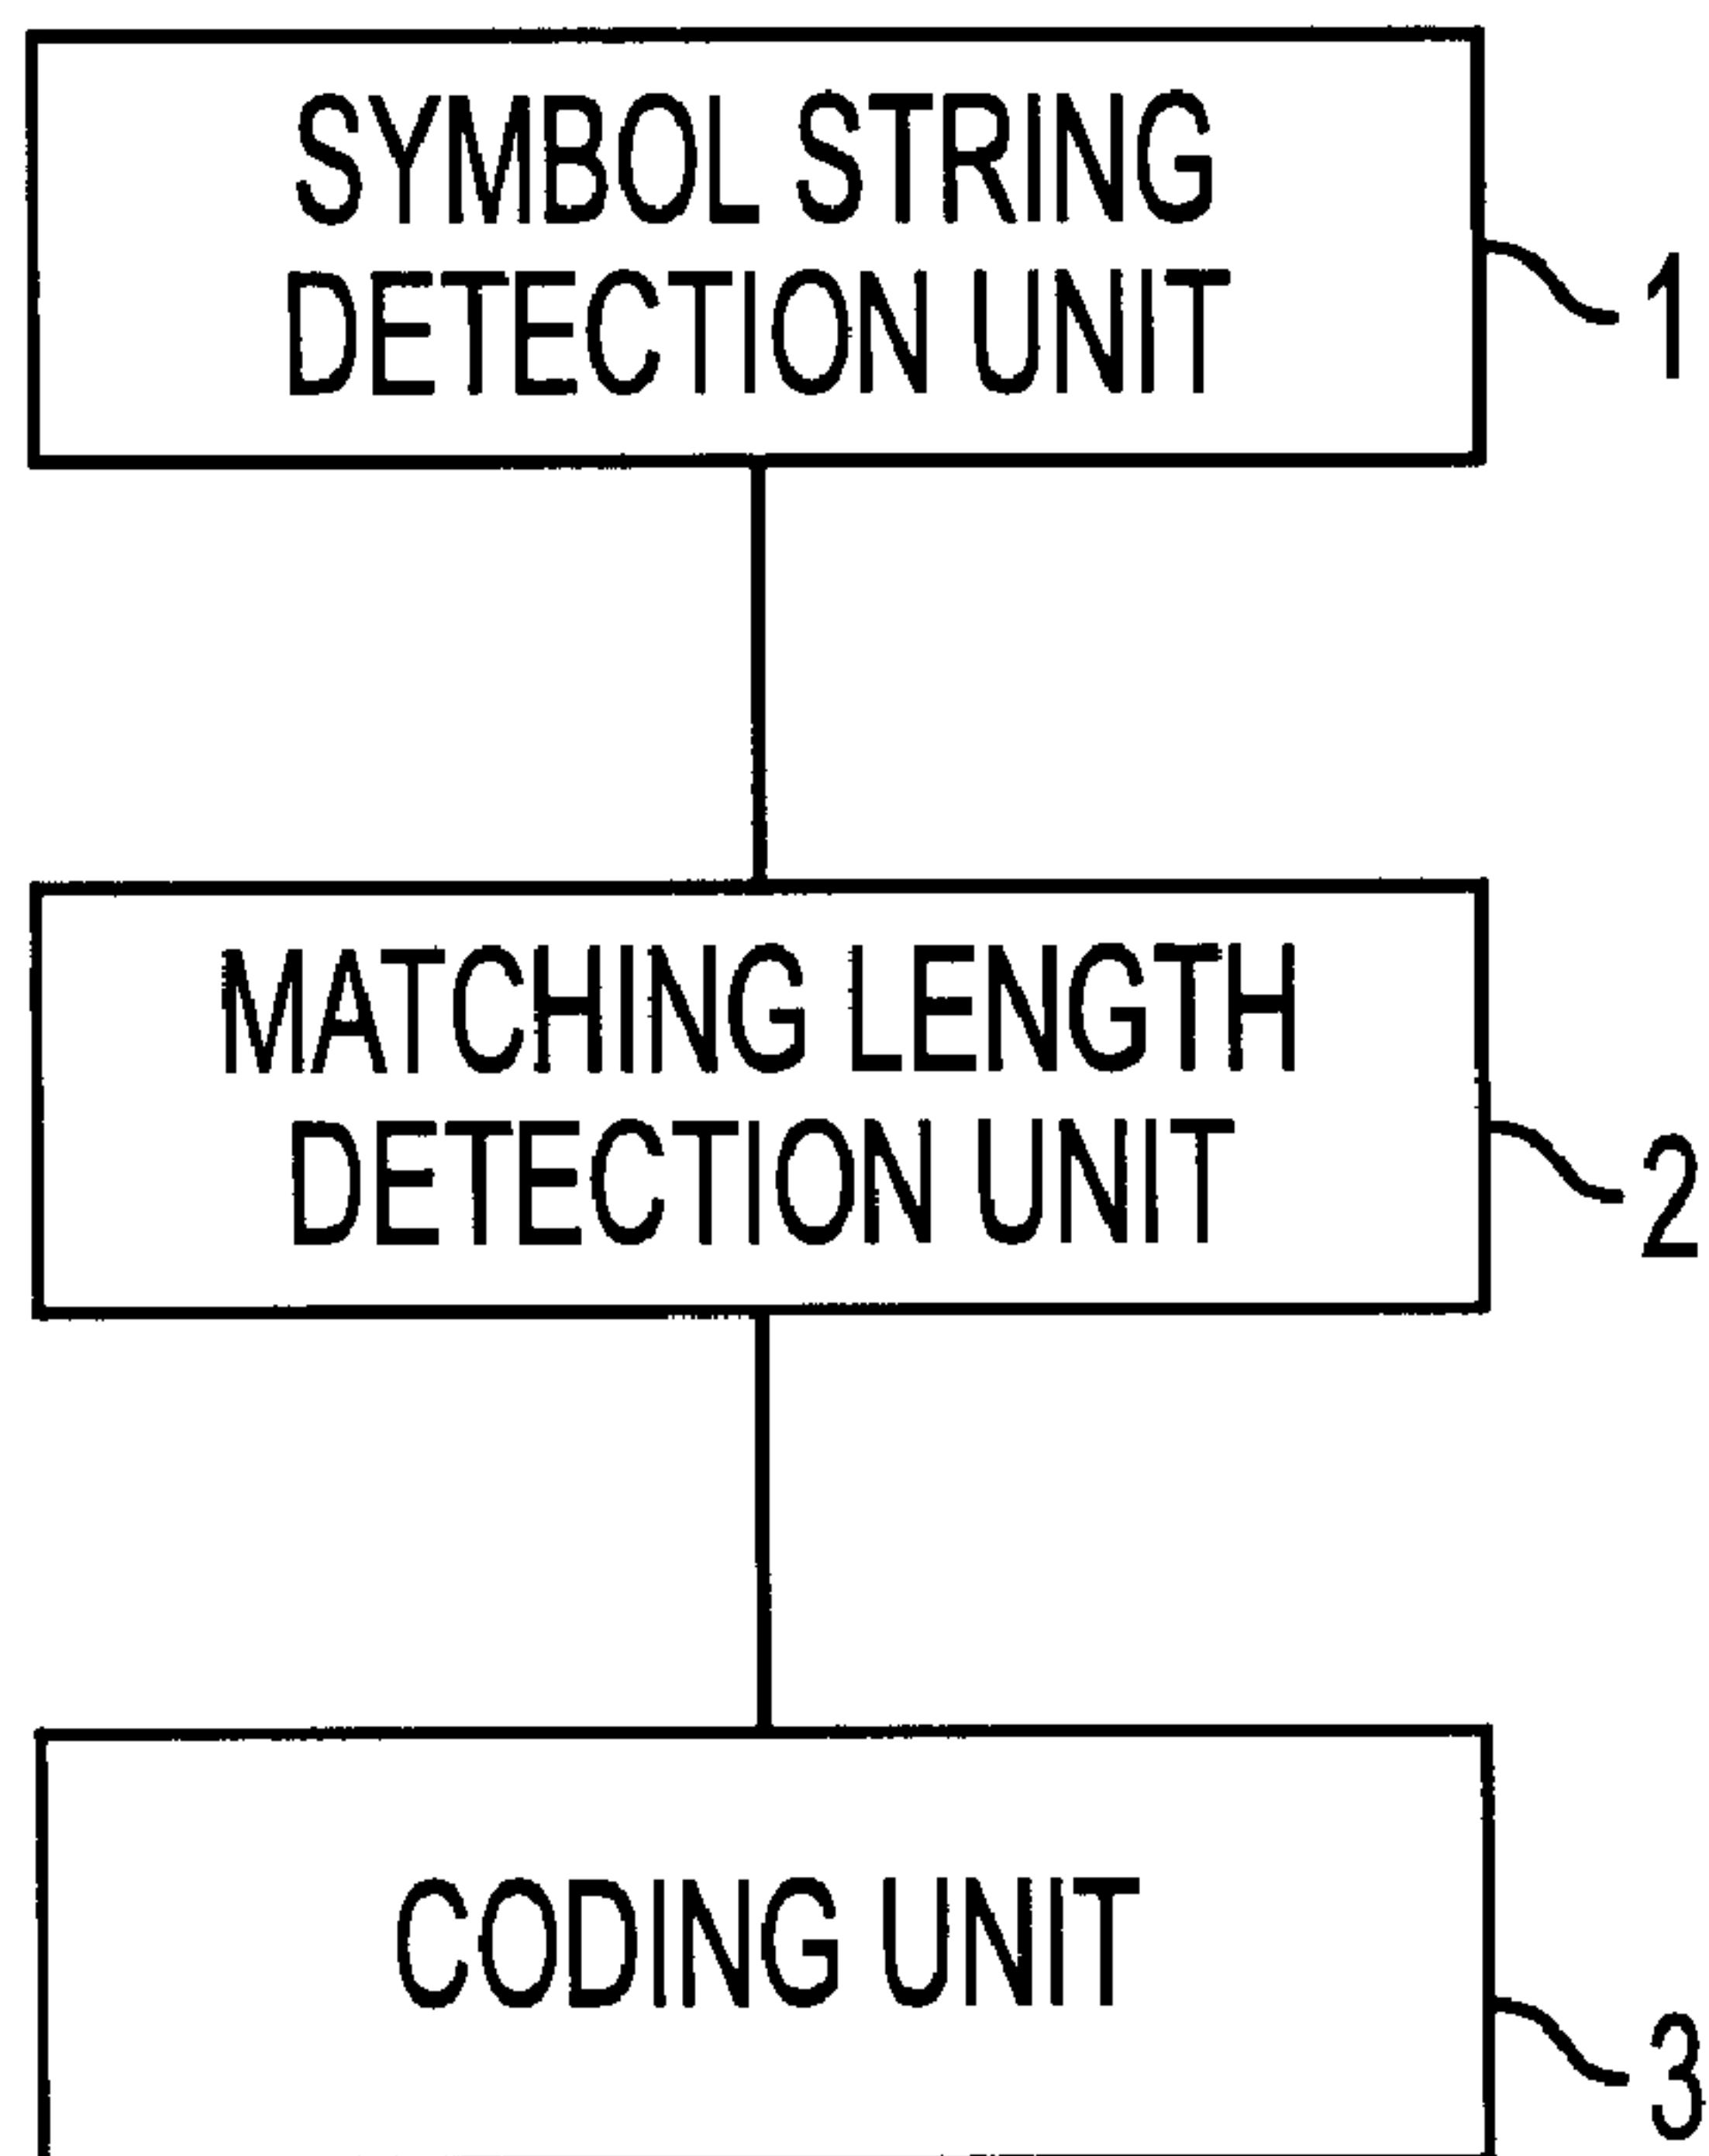 SYMBOL STRING
DETECTION UNIT
1
MATCHING LENGTH
DETECTION UNIT
2
CODING UNIT
3